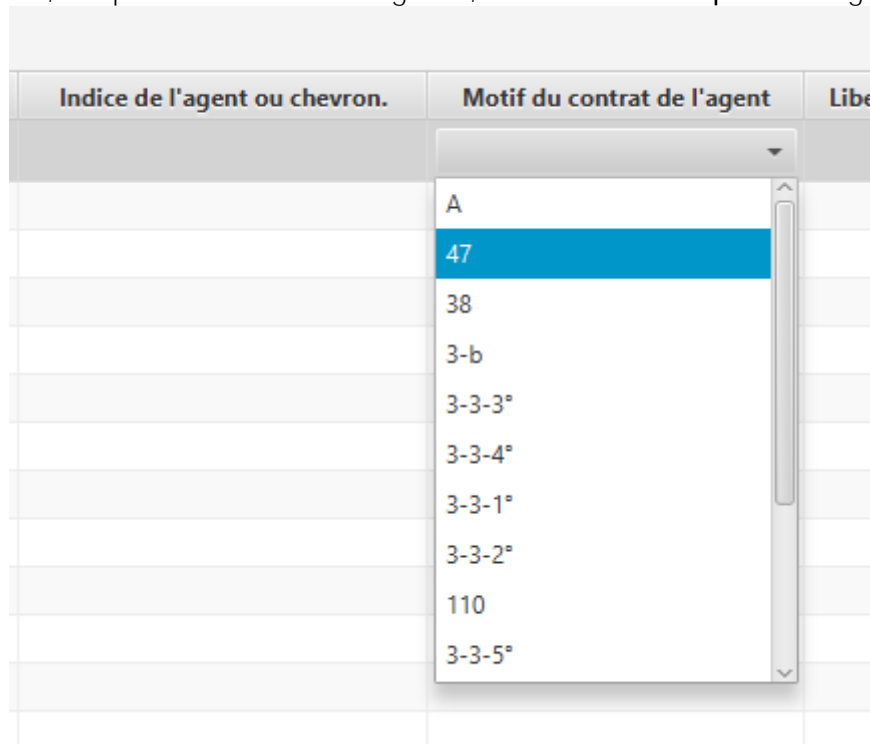 Indice de l'agent ou chevron. Motif du contrat de l'agent Libe
A
47
38
3-b
3-3-3°
3-3-4°
3-3-1°
3-3-2°
110
3-3-5°